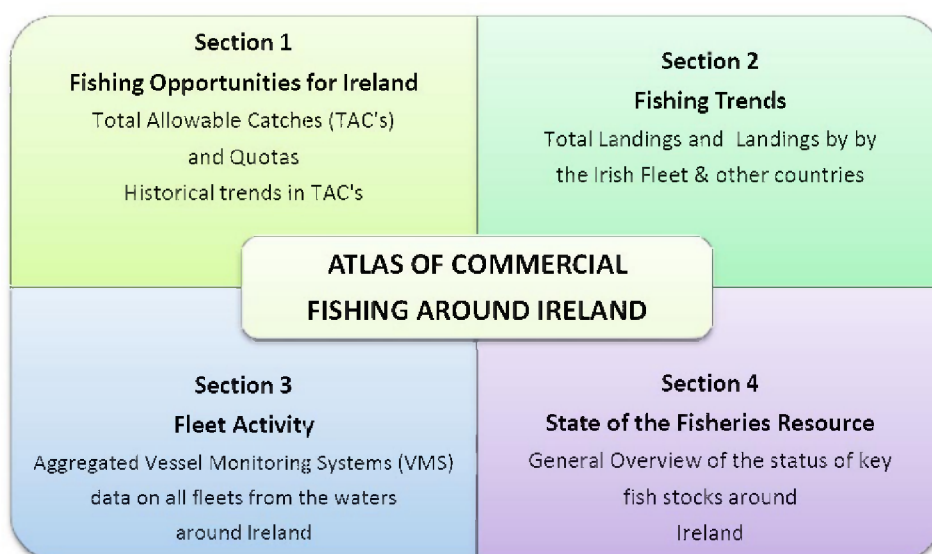 Section 1
Fishing Opportunities for Ireland
Total Allowable Catches (TAC's)
and Quotas
Historical trends in TAC's
Section 2
Fishing Trends
Total Landings and Landings by by
the Irish Fleet & other countries
ATLAS OF COMMERCIAL
FISHING AROUND IRELAND
Section 3
Fleet Activity
Aggregated Vessel Monitoring Systems (VMS)
data on all fleets from the waters
around Ireland
Section 4
State of the Fisheries Resource
General Overview of the status of key
fish stocks around
Ireland